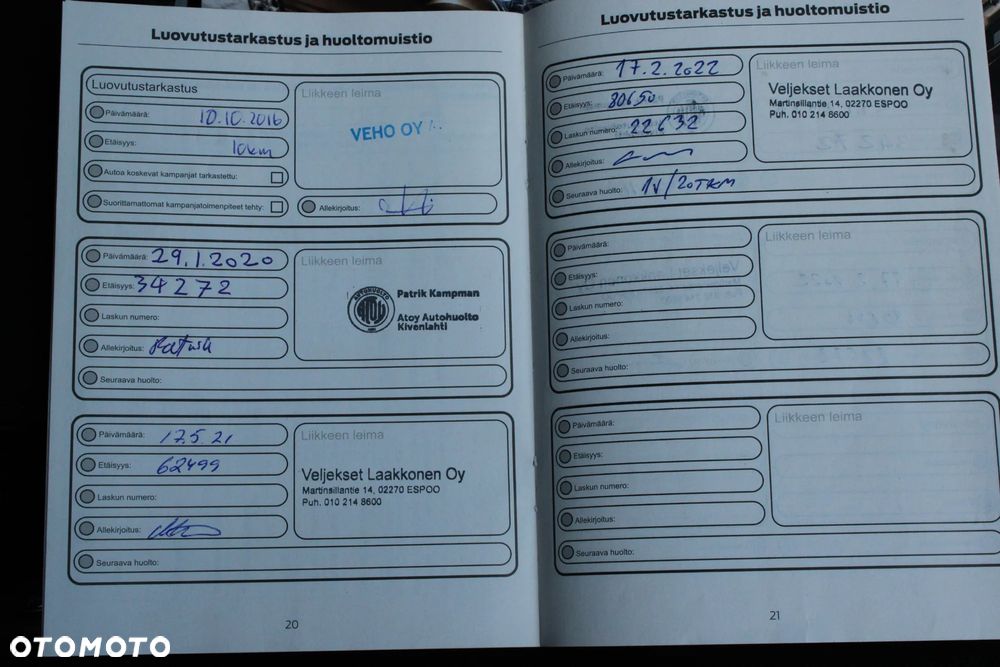 Luovutustarkastus ja huoltomuistio
Luovutustarkastus
Päivämäärä: 10.10.2016
Etäisyys: 10km
Autoa koskevat kampanjat tarkastettu:
Suorittamattomat kampanjatoimenpiteet tehty:
Liikkeen leima
VEHO OY
Allekirjoitus:
Päivämäärä: 29.1.2020
Etäisyys: 34272
Laskun numero:
Allekirjoitus:
Seuraava huolto:
Liikkeen leima
AUTOHUOLTO
ATOY
Patrik Kampman
Atoy Autohuolto
Kivenlahti
Päivämäärä: 17.5.21
Etäisyys: 62499
Laskun numero:
Allekirjoitus:
Seuraava huolto:
Liikkeen leima
Veljekset Laakkonen Oy
Martinsillantie 14, 02270 ESPOO
Puh. 010 214 8600
20
Luovutustarkastus ja huoltomuistio
Päivämäärä: 17.2.2022
Etäisyys: 80650
Laskun numero: 22632
Allekirjoitus:
Seuraava huolto: 1V/20TKM
Liikkeen leima
Veljekset Laakkonen Oy
Martinsillantie 14, 02270 ESPOO
Puh. 010 214 8600
Päivämäärä:
Etäisyys:
Laskun numero:
Allekirjoitus:
Seuraava huolto:
Liikkeen leima
Päivämäärä:
Etäisyys:
Laskun numero:
Allekirjoitus:
Seuraava huolto:
Liikkeen leima
21
OTOMOTO